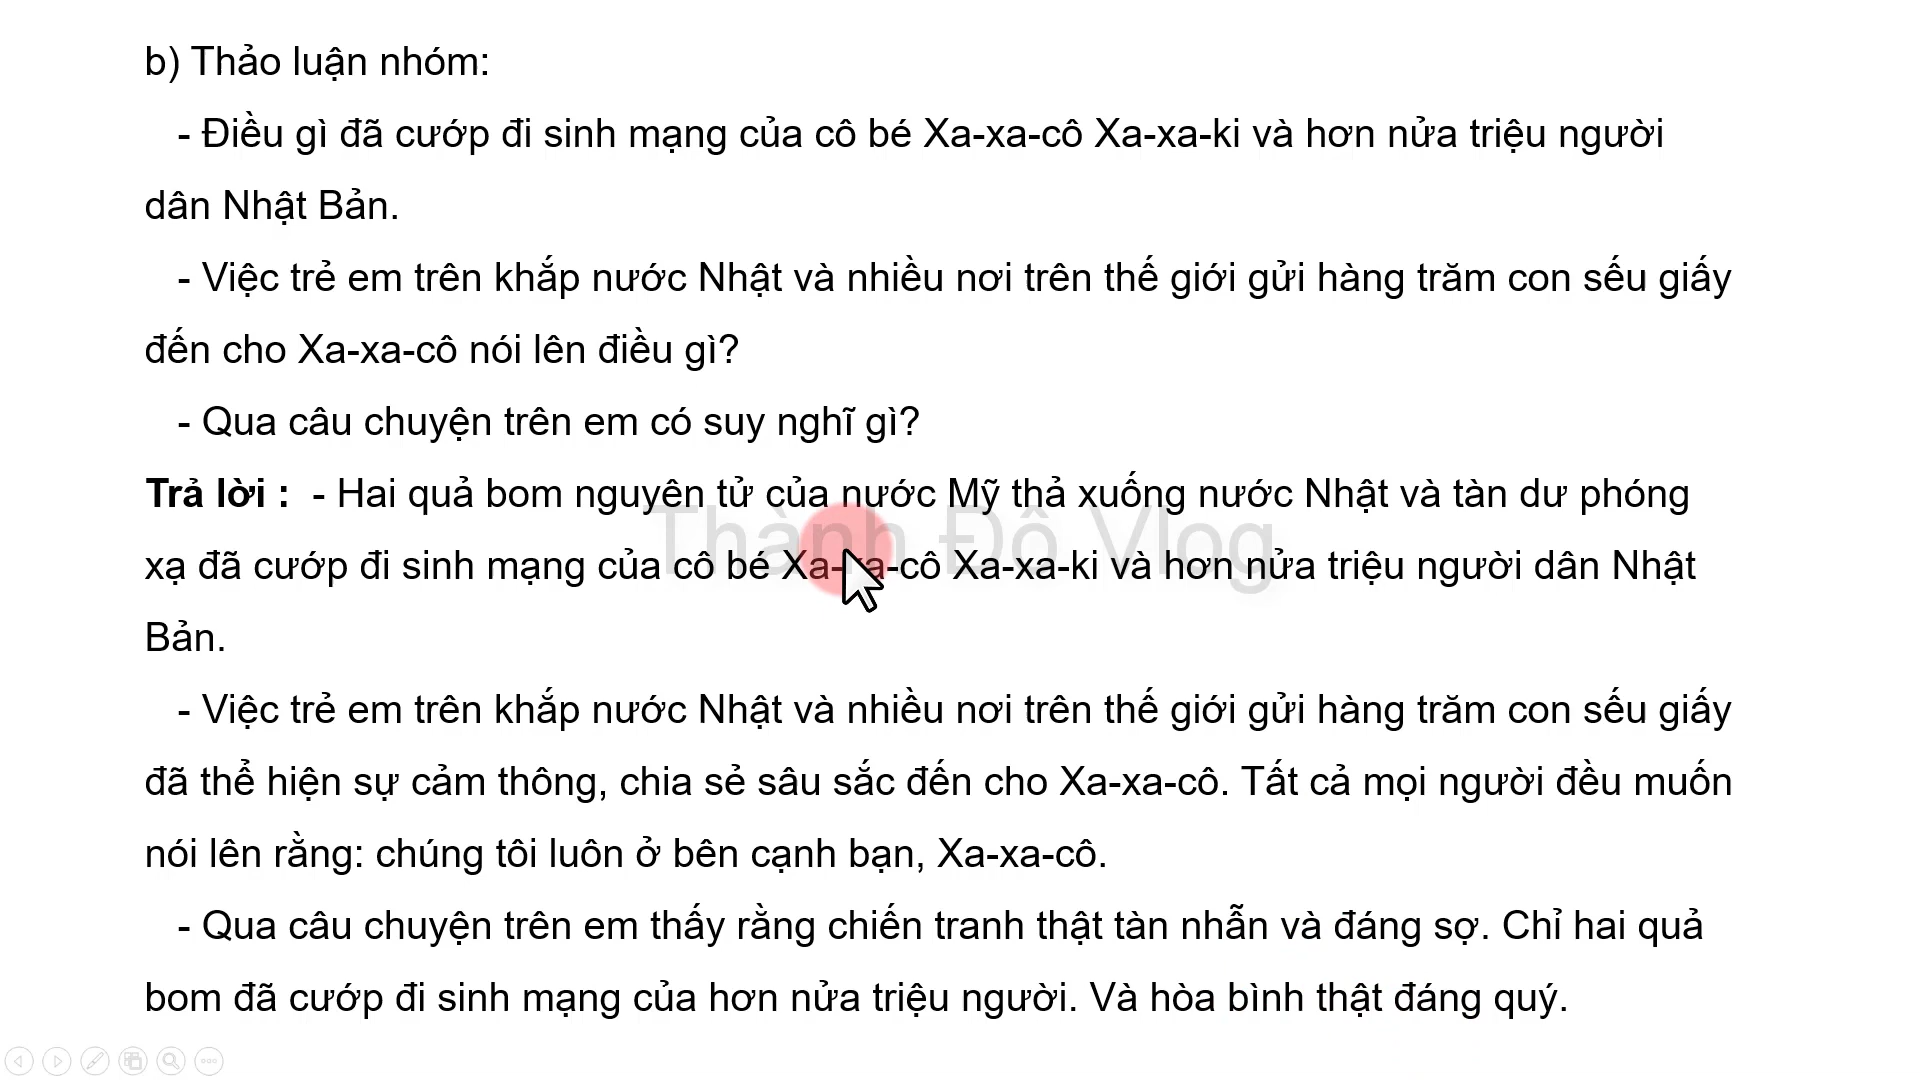 b) Thảo luận nhóm:
- Điều gì đã cướp đi sinh mạng của cô bé Xa-xa-cô Xa-xa-ki và hơn nửa triệu người
dân Nhật Bản.
- Việc trẻ em trên khắp nước Nhật và nhiều nơi trên thế giới gửi hàng trăm con sếu giấy
đến cho Xa-xa-cô nói lên điều gì?
- Qua câu chuyện trên em có suy nghĩ gì?
Trả lời :  - Hai quả bom nguyên tử của nước Mỹ thả xuống nước Nhật và tàn dư phóng
Thành Đô Vlog
xạ đã cướp đi sinh mạng của cô bé Xa-xa-cô Xa-xa-ki và hơn nửa triệu người dân Nhật
Bản.
- Việc trẻ em trên khắp nước Nhật và nhiều nơi trên thế giới gửi hàng trăm con sếu giấy
đã thể hiện sự cảm thông, chia sẻ sâu sắc đến cho Xa-xa-cô. Tất cả mọi người đều muốn
nói lên rằng: chúng tôi luôn ở bên cạnh bạn, Xa-xa-cô.
- Qua câu chuyện trên em thấy rằng chiến tranh thật tàn nhẫn và đáng sợ. Chỉ hai quả
bom đã cướp đi sinh mạng của hơn nửa triệu người. Và hòa bình thật đáng quý.